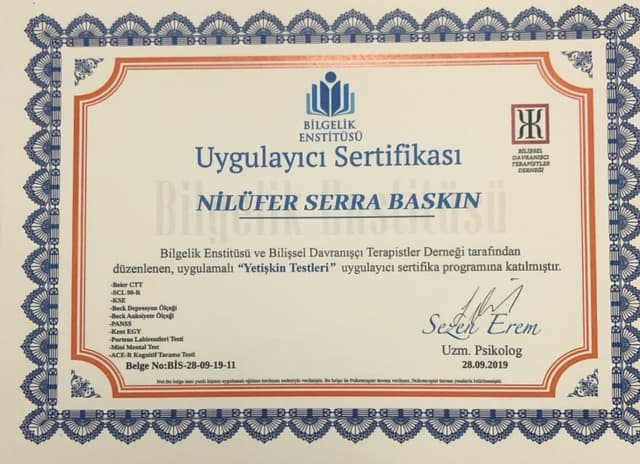 BİLGELİK
ENSTİTÜSÜ
BİLİŞSEL
DAVRANIŞÇI
TERAPİSTLER
DERNEĞİ
Uygulayıcı Sertifikası
Bilgelik Enstitüsü
NİLÜFER SERRA BASKIN
Bilgelik Enstitüsü ve Bilişsel Davranışçı Terapistler Derneği tarafından
düzenlenen, uygulamalı "Yetişkin Testleri" uygulayıcı sertifika programına katılmıştır.
-Beier CTT
-SCL 90-R
-KSE
-Beck Depresyon Ölçeği
-Beck Anksiyete Ölçeği
-PANSS
-Kent EGY
-Porteus Labirentleri Testi
-Mini Mental Test
-ACE-R Kognitif Tarama Testi
Belge No:BİS-28-09-19-11
Sezen Erem
Uzm. Psikolog
28.09.2019